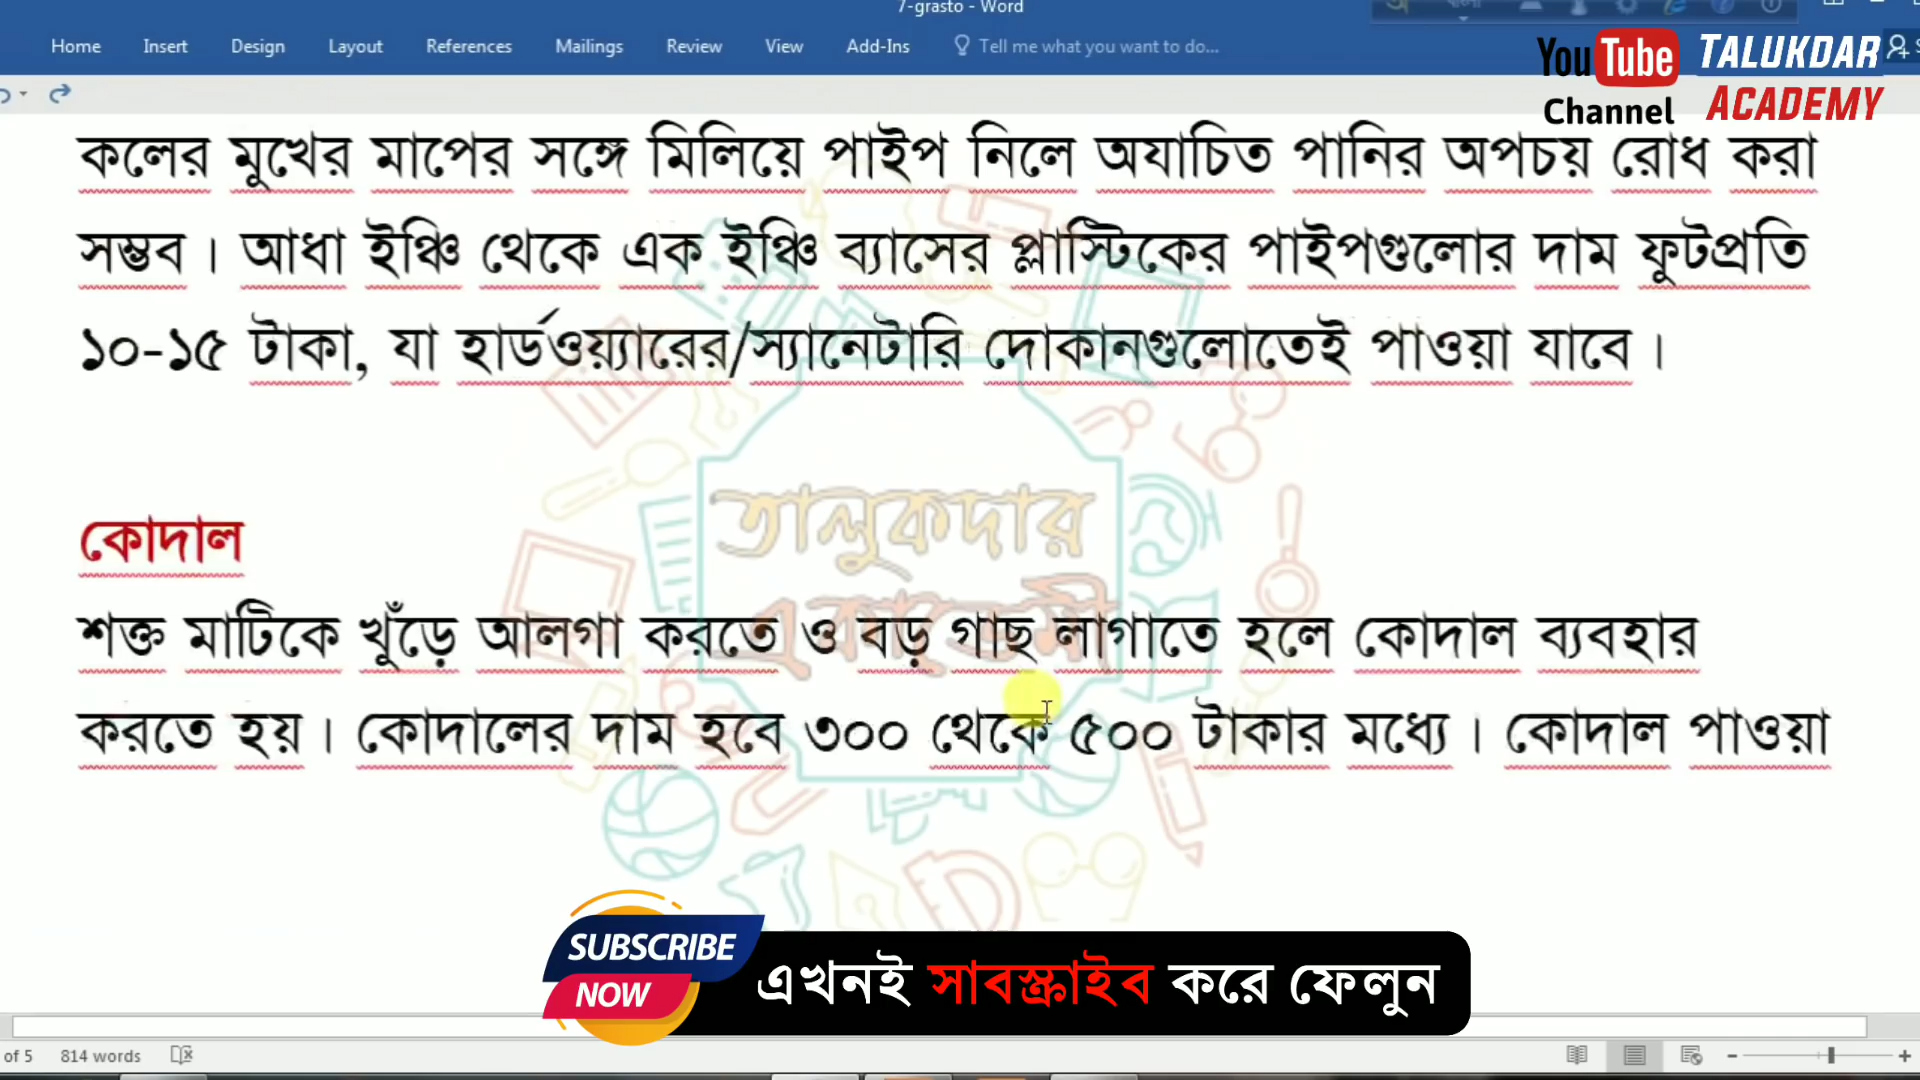 7-grasto - Word
Home Insert Design Layout References Mailings Review View Add-Ins Tell me what you want to do...
YouTube Channel
TALUKDAR ACADEMY
কলের মুখের মাপের সঙ্গে মিলিয়ে পাইপ নিলে অযাচিত পানির অপচয় রোধ করা
সম্ভব। আধা ইঞ্চি থেকে এক ইঞ্চি ব্যাসের প্লাস্টিকের পাইপগুলোর দাম ফুটপ্রতি
১০-১৫ টাকা, যা হার্ডওয়্যারের/স্যানেটারি দোকানগুলোতেই পাওয়া যাবে।
তালুকদার
একাডেমী
কোদাল
শক্ত মাটিকে খুঁড়ে আলগা করতে ও বড় গাছ লাগাতে হলে কোদাল ব্যবহার
করতে হয়। কোদালের দাম হবে ৩০০ থেকে ৫০০ টাকার মধ্যে। কোদাল পাওয়া
SUBSCRIBE
NOW
এখনই সাবস্ক্রাইব করে ফেলুন
of 5 814 words